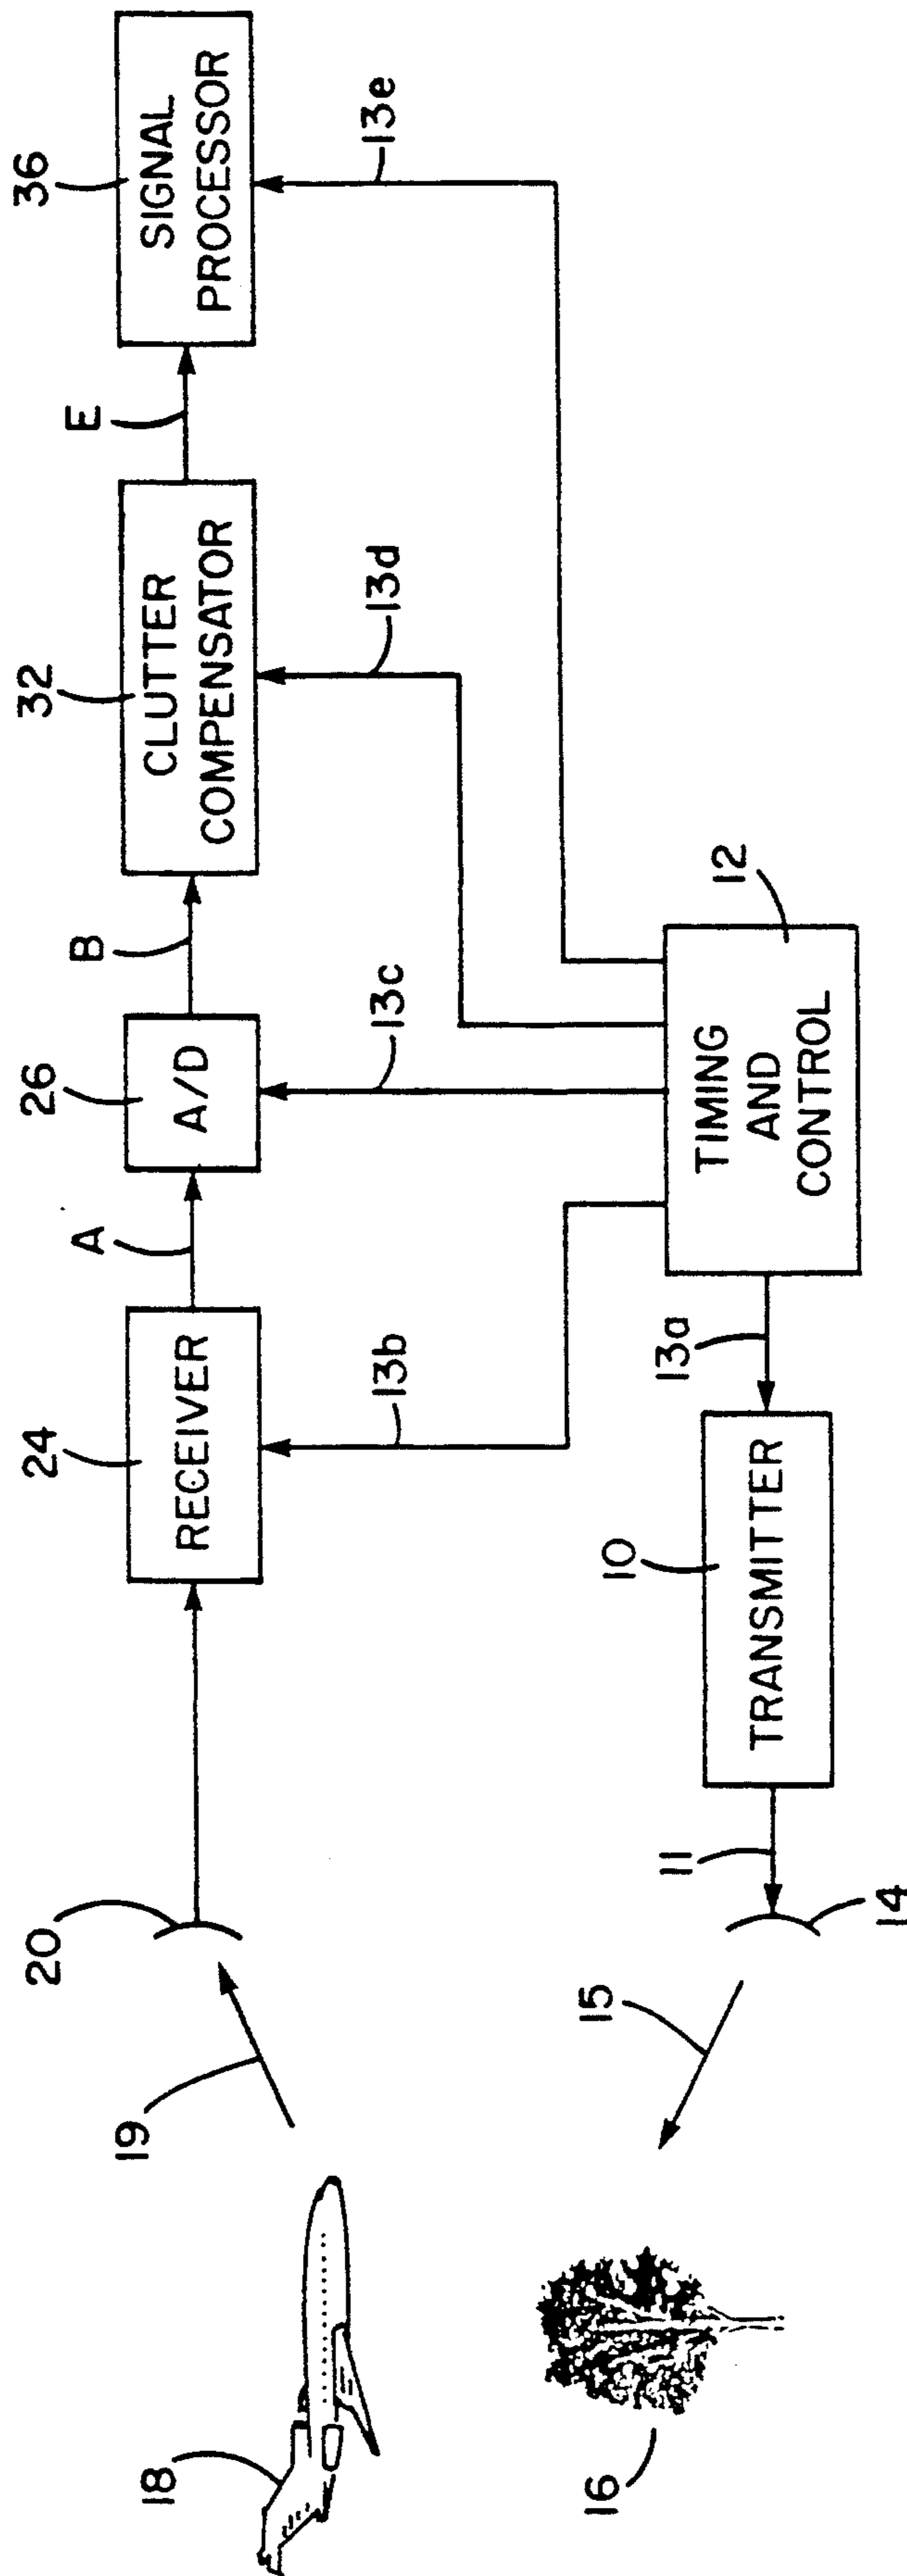 20
24
RECEIVER
A
26
A/D
B
32
CLUTTER
COMPENSATOR
E
36
SIGNAL
PROCESSOR
19
18
13b
13c
13d
13e
16
15
14
11
10
TRANSMITTER
13a
TIMING
AND
CONTROL
12